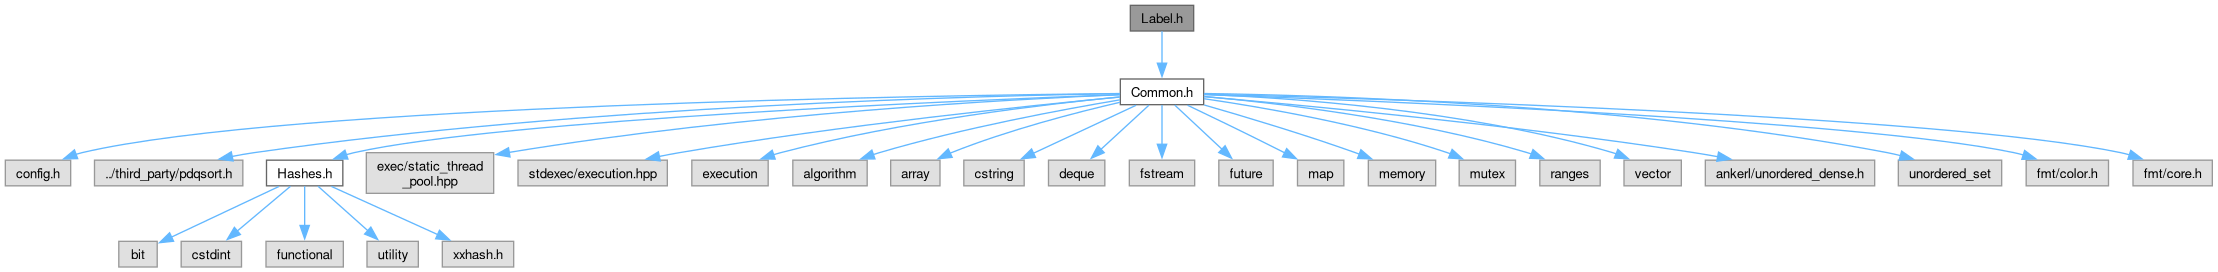 Label.h
Common.h
config.h
../third_party/pdqsort.h
Hashes.h
exec/static_thread
_pool.hpp
stdexec/execution.hpp
execution
algorithm
array
cstring
deque
fstream
future
map
memory
mutex
ranges
vector
ankerl/unordered_dense.h
unordered_set
fmt/color.h
fmt/core.h
bit
cstdint
functional
utility
xxhash.h